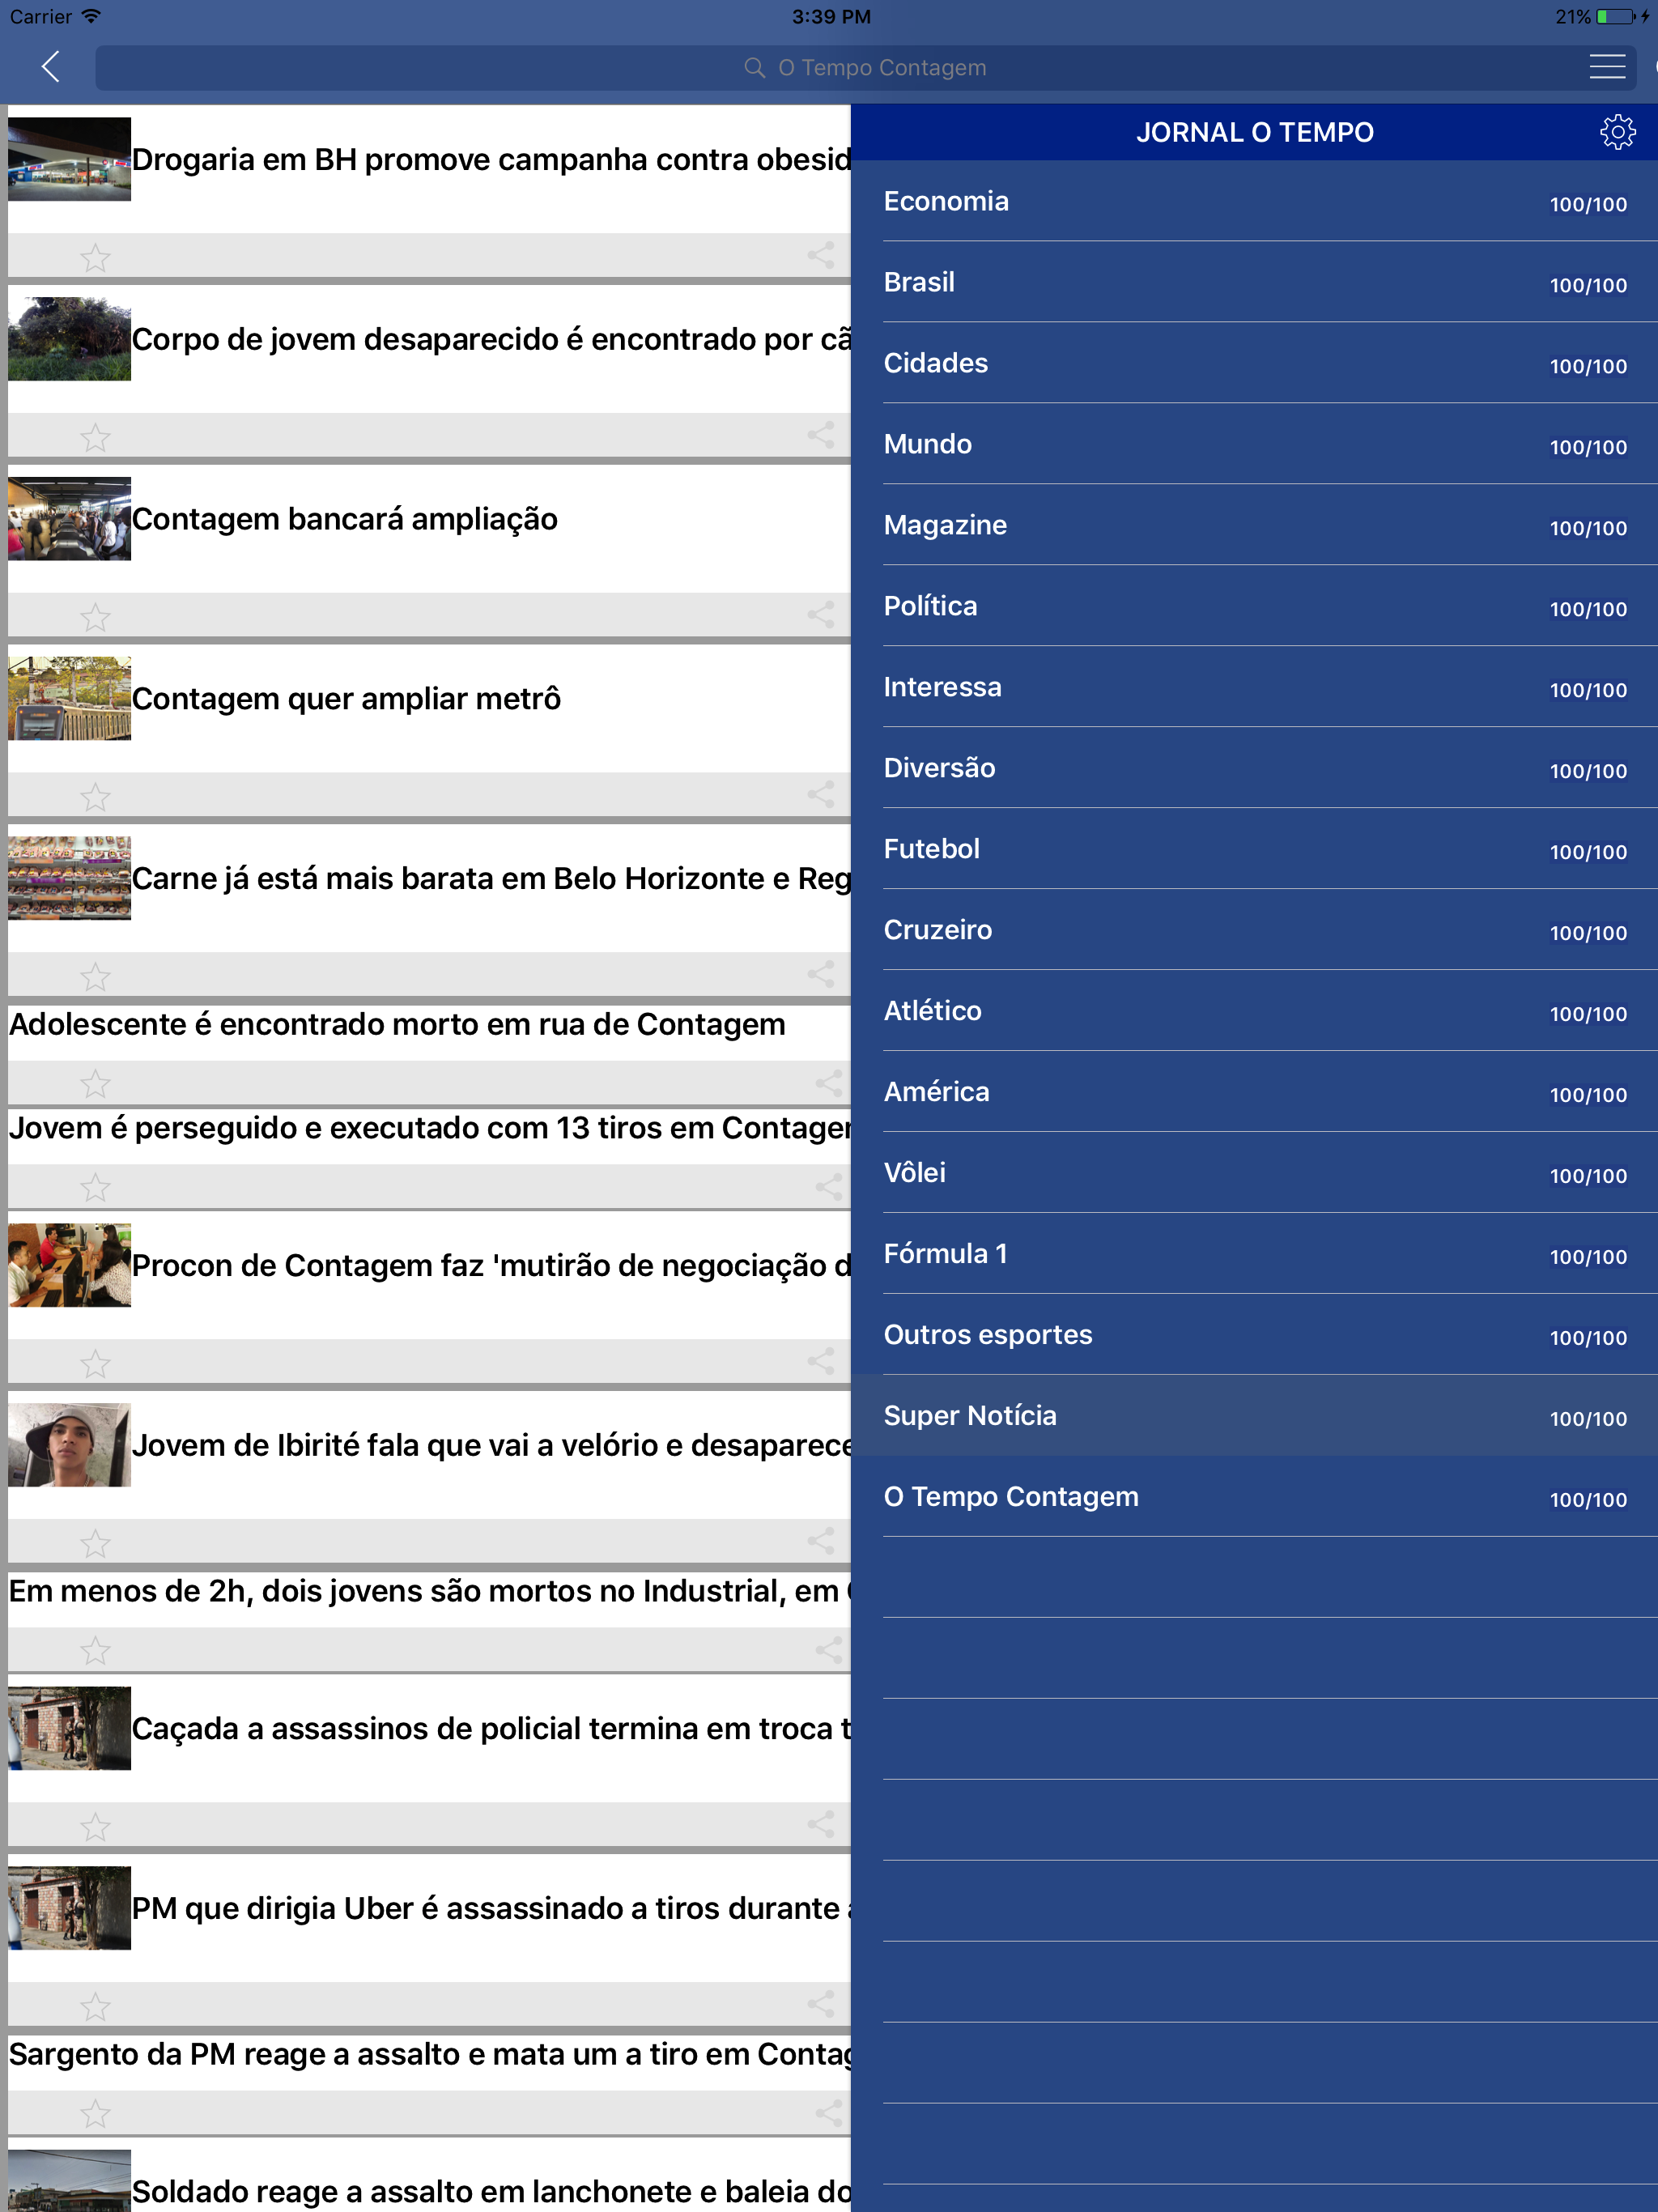 Carrier 3:39 PM 21%
O Tempo Contagem
Drogaria em BH promove campanha contra obesid
Corpo de jovem desaparecido é encontrado por cã
Contagem bancará ampliação
Contagem quer ampliar metrô
Carne já está mais barata em Belo Horizonte e Reg
Adolescente é encontrado morto em rua de Contagem
Jovem é perseguido e executado com 13 tiros em Contagem
Procon de Contagem faz 'mutirão de negociação d
Jovem de Ibirité fala que vai a velório e desaparece
Em menos de 2h, dois jovens são mortos no Industrial, em C
Caçada a assassinos de policial termina em troca t
PM que dirigia Uber é assassinado a tiros durante a
Sargento da PM reage a assalto e mata um a tiro em Contag
Soldado reage a assalto em lanchonete e baleia do
JORNAL O TEMPO
Economia 100/100
Brasil 100/100
Cidades 100/100
Mundo 100/100
Magazine 100/100
Política 100/100
Interessa 100/100
Diversão 100/100
Futebol 100/100
Cruzeiro 100/100
Atlético 100/100
América 100/100
Vôlei 100/100
Fórmula 1 100/100
Outros esportes 100/100
Super Notícia 100/100
O Tempo Contagem 100/100